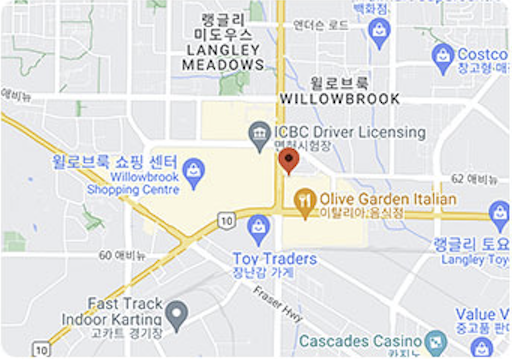 백화점
앤더슨 로드
랭글리
미도우스
LANGLEY
MEADOWS
Costco
창고형·매
윌로브룩
WILLOWBROOK
애비뉴
ICBC Driver Licensing
면허시험장
윌로브룩 쇼핑 센터
Willowbrook
Shopping Centre
62 애비뉴
Olive Garden Italian
이탈리아 음식점
10
랭글리 토요
Langley Toyo
60 애비뉴
Toy Traders
장난감 가게
Fraser Hwy
Fast Track
Indoor Karting
고카트 경기장
Value V
중고품 판
Cascades Casino
카지노
10